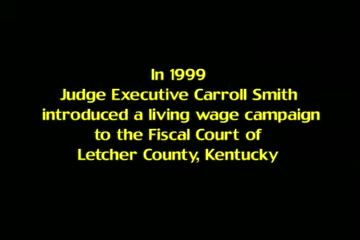 In 1999
Judge Executive Carroll Smith
introduced a living wage campaign
to the Fiscal Court of
Letcher County, Kentucky